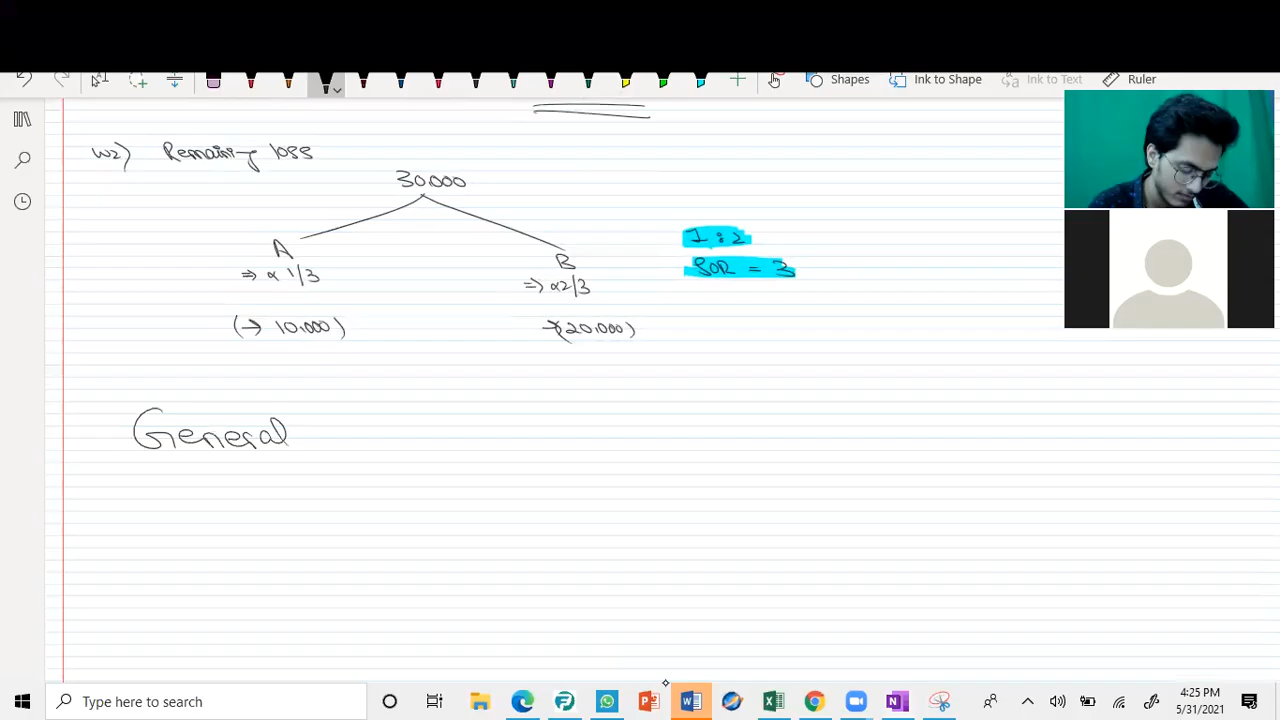 Shapes Ink to Shape Ink to Text Ruler
W2) Remaining loss
30,000
A B
1 : 2
SOR = 3
⇒ α 1/3 ⇒ α 2/3
(→ 10,000) →(20,000)
General
Type here to search
4:25 PM
5/31/2021